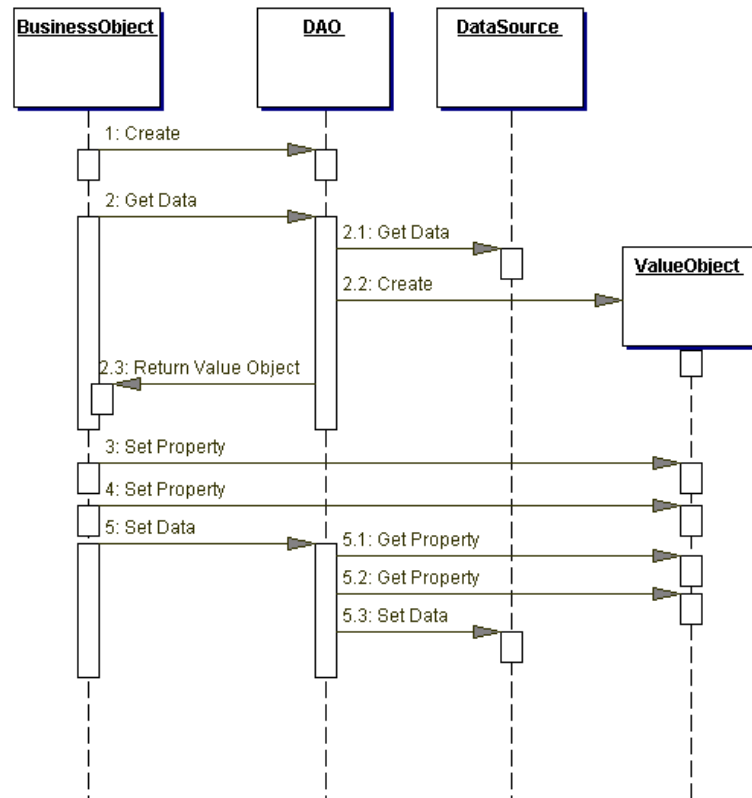 BusinessObject
DAO
DataSource
1: Create
2: Get Data
2.1: Get Data
ValueObject
2.2: Create
2.3: Return Value Object
3: Set Property
4: Set Property
5: Set Data
5.1: Get Property
5.2: Get Property
5.3: Set Data